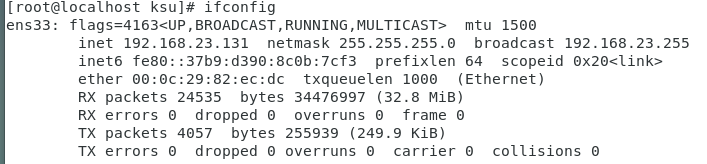 [root@localhost ksu]# ifconfig
ens33: flags=4163<UP,BROADCAST,RUNNING,MULTICAST>  mtu 1500
        inet 192.168.23.131  netmask 255.255.255.0  broadcast 192.168.23.255
        inet6 fe80::37b9:d390:8c0b:7cf3  prefixlen 64  scopeid 0x20<link>
        ether 00:0c:29:82:ec:dc  txqueuelen 1000  (Ethernet)
        RX packets 24535  bytes 34476997 (32.8 MiB)
        RX errors 0  dropped 0  overruns 0  frame 0
        TX packets 4057  bytes 255939 (249.9 KiB)
        TX errors 0  dropped 0 overruns 0  carrier 0  collisions 0